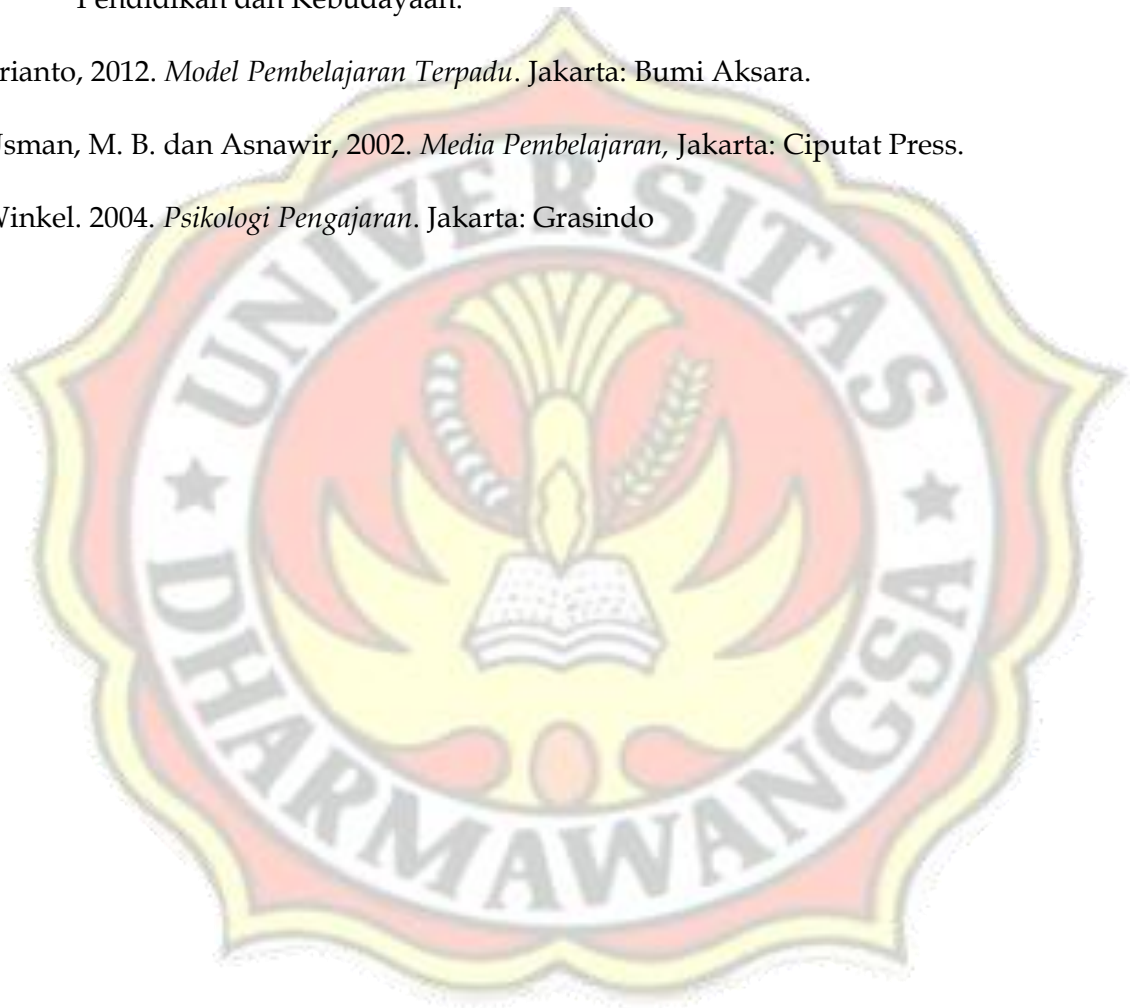 Pendidikan dan Kebudayaan.
rianto, 2012. Model Pembelajaran Terpadu. Jakarta: Bumi Aksara.
Usman, M. B. dan Asnawir, 2002. Media Pembelajaran, Jakarta: Ciputat Press.
Winkel. 2004. Psikologi Pengajaran. Jakarta: Grasindo
UNIVERSITAS
DHARMAWANGSA